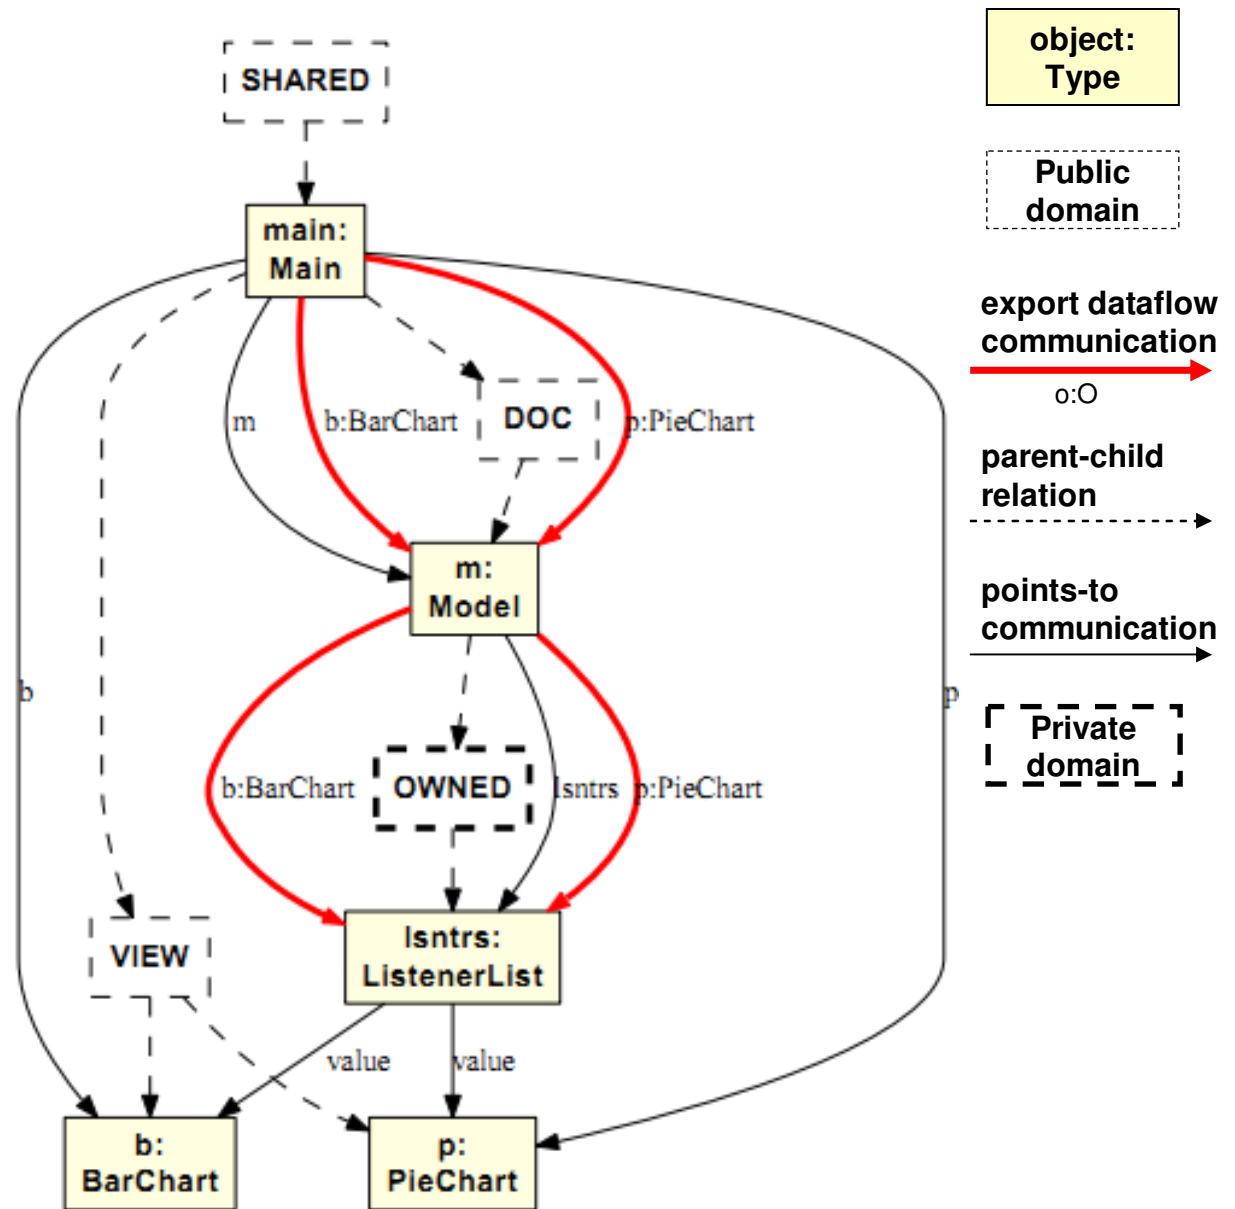 SHARED
main:
Main
m
b:BarChart
DOC
p:PieChart
m:
Model
b
p
b:BarChart
OWNED
lsntrs
p:PieChart
VIEW
lsntrs:
ListenerList
value
value
b:
BarChart
p:
PieChart
object:
Type
Public
domain
export dataflow
communication
o:O
parent-child
relation
points-to
communication
Private
domain